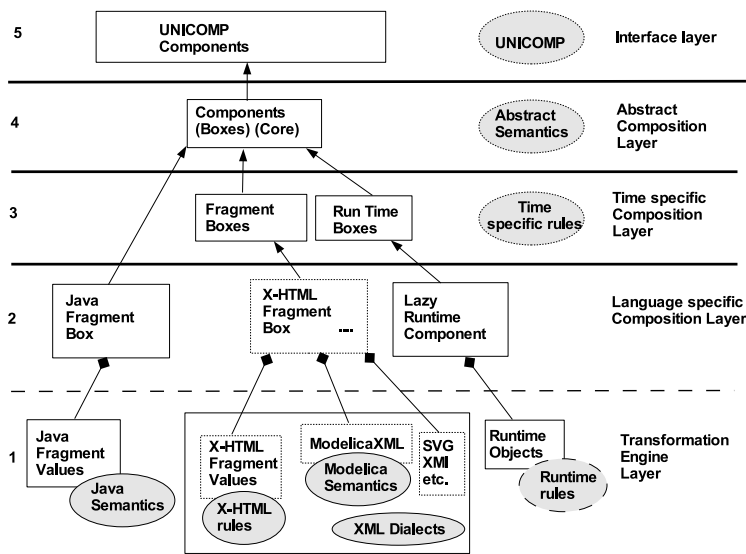 5
UNICOMP
Components
UNICOMP
Interface layer
4
Components
(Boxes) (Core)
Abstract
Semantics
Abstract
Composition
Layer
3
Fragment
Boxes
Run Time
Boxes
Time
specific rules
Time specific
Composition
Layer
2
Java
Fragment
Box
X-HTML
Fragment
Box ...
Lazy
Runtime
Component
Language specific
Composition Layer
1
Java
Fragment
Values
Java
Semantics
X-HTML
Fragment
Values
X-HTML
rules
ModelicaXML
Modelica
Semantics
SVG
XMI
etc.
XML Dialects
Runtime
Objects
Runtime
rules
Transformation
Engine
Layer